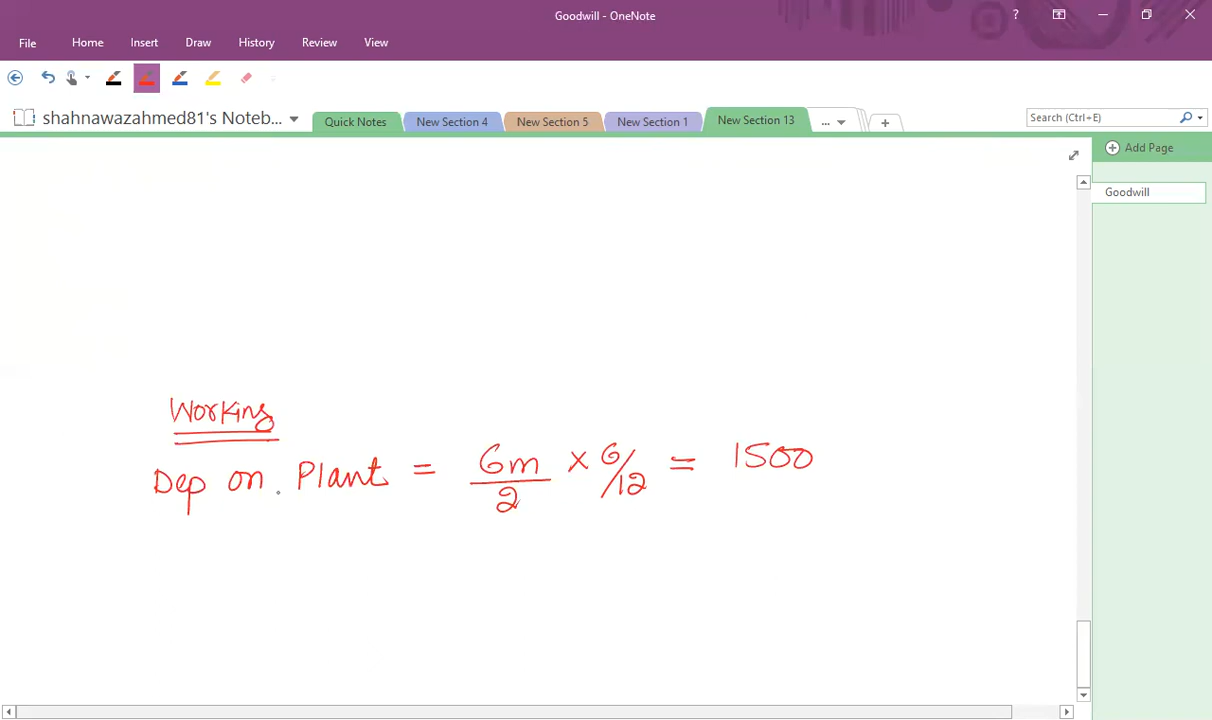 Goodwill - OneNote
?
File Home Insert Draw History Review View
shahnawazahmed81's Noteb...
Quick Notes
New Section 4
New Section 5
New Section 1
New Section 13
...
+
Search (Ctrl+E)
Add Page
Goodwill
Working
Dep on Plant = 6m/2 × 6/12 = 1500